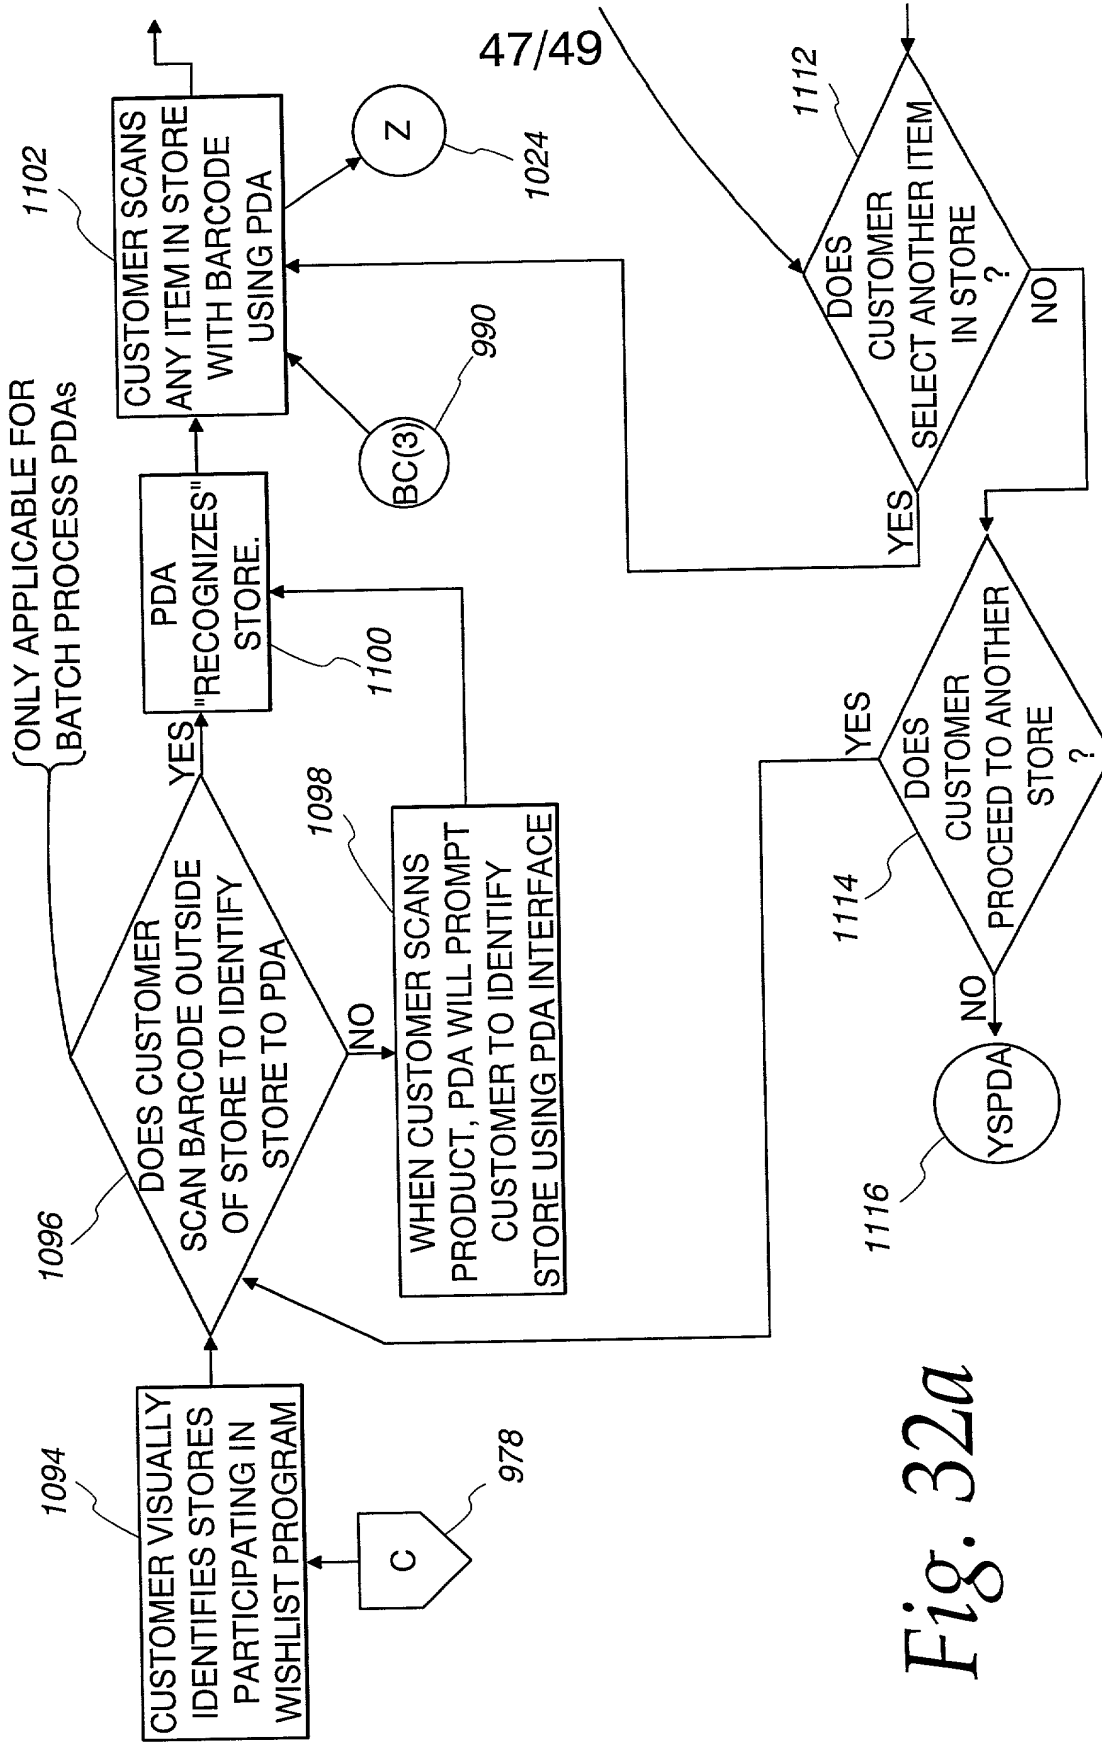 47/49
ONLY APPLICABLE FOR
BATCH PROCESS PDAs
1094
CUSTOMER VISUALLY
IDENTIFIES STORES
PARTICIPATING IN
WISHLIST PROGRAM
C
978
1096
DOES CUSTOMER
SCAN BARCODE OUTSIDE
OF STORE TO IDENTIFY
STORE TO PDA
YES
NO
1098
WHEN CUSTOMER SCANS
PRODUCT, PDA WILL PROMPT
CUSTOMER TO IDENTIFY
STORE USING PDA INTERFACE
PDA
"RECOGNIZES"
STORE.
1100
1102
CUSTOMER SCANS
ANY ITEM IN STORE
WITH BARCODE
USING PDA
BC(3)
990
Z
1024
1112
DOES
CUSTOMER
SELECT ANOTHER ITEM
IN STORE
?
YES
NO
1114
DOES
CUSTOMER
PROCEED TO ANOTHER
STORE
?
YES
NO
YSPDA
1116
Fig. 32a